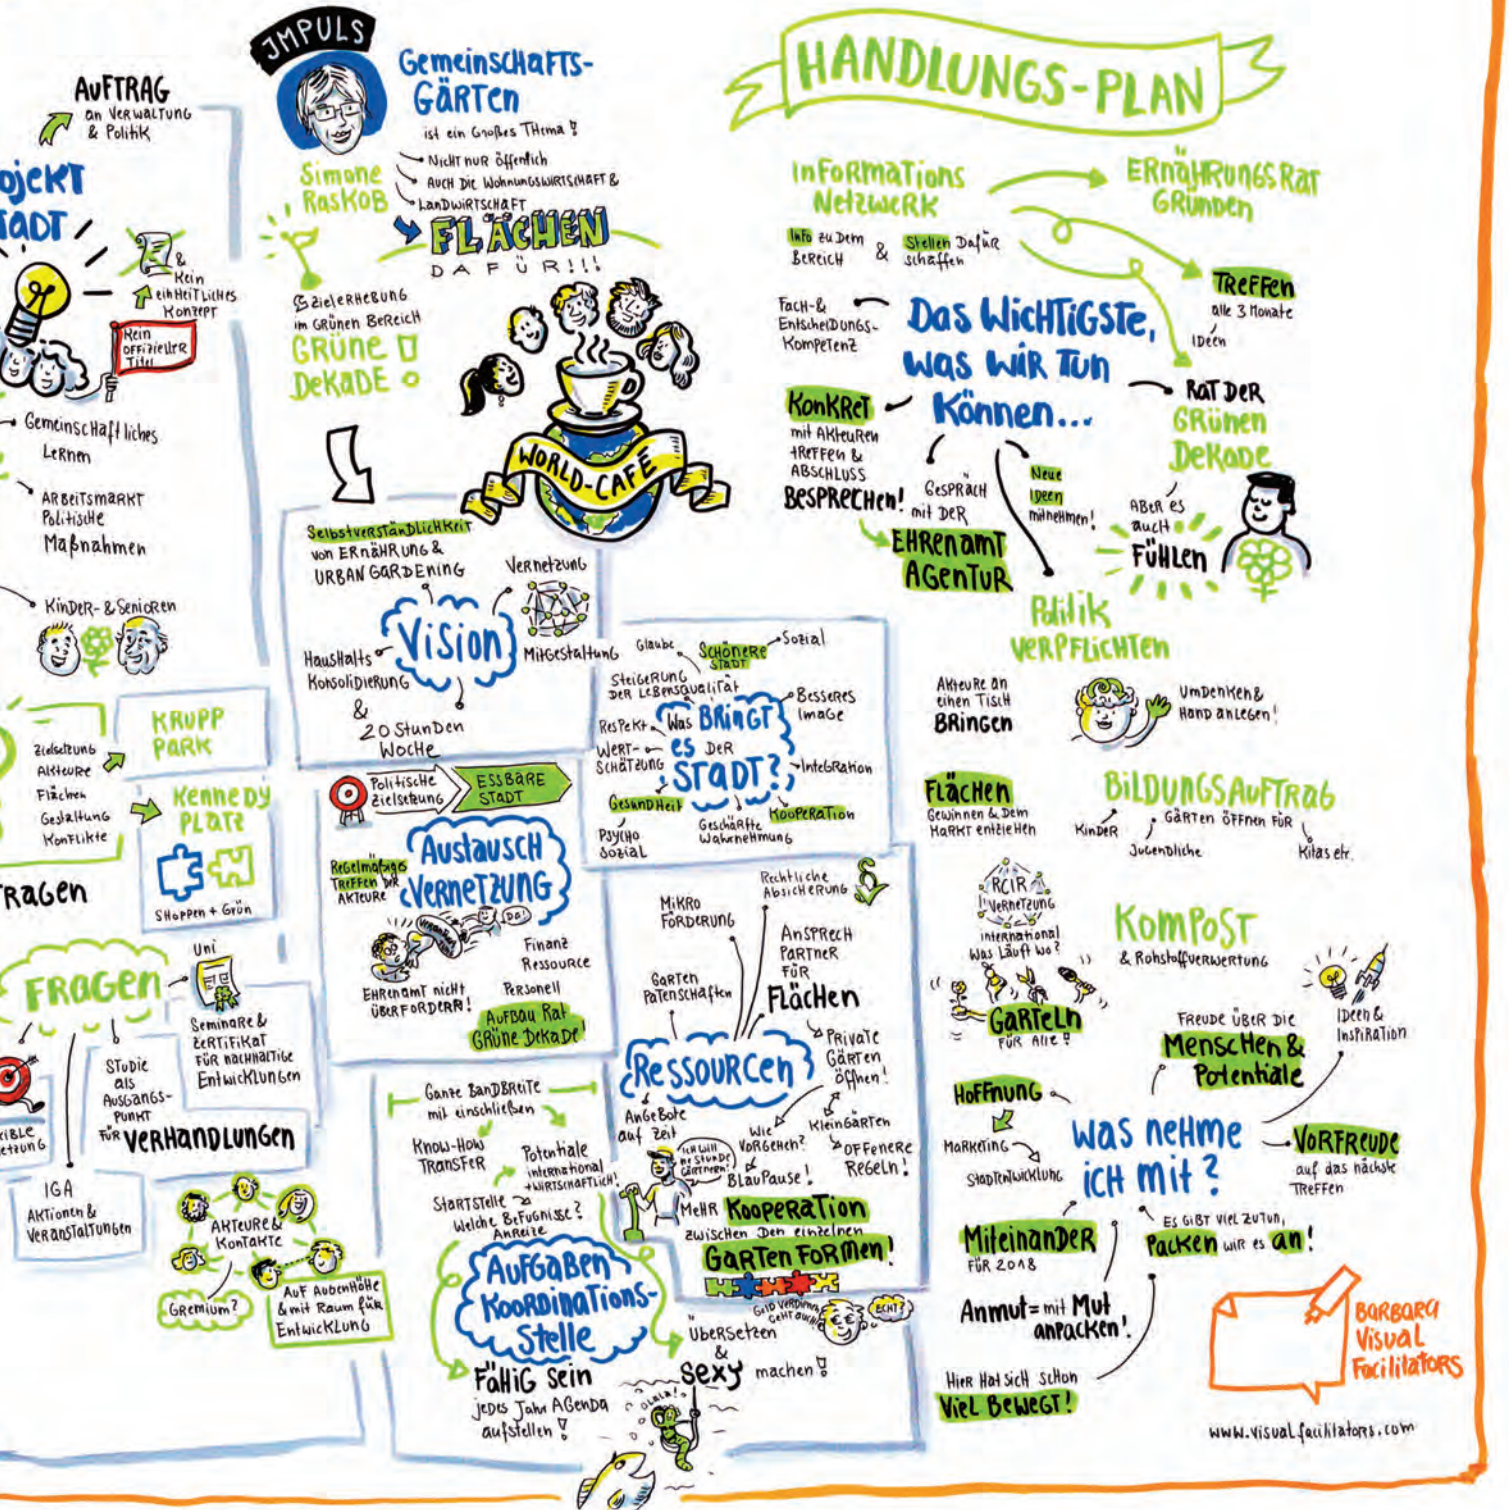 AUFTRAG
an VERWALTUNG
& Politik
OJEKT
TADT
&
Kein
einHEITLICHES
Konzept
Kein
OFFIZIELLER
Titel
Gemeinschaftliches
Lernen
ARBEITSMARKT
Politische
Maßnahmen
KinDER- & SenioREN
Zielsetzung
Akteure
Flächen
Gestaltung
Konflikte
KRUPP
PARK
KenneDY
PLATZ
SHOPPEN + GRÜn
RAGEN
FRAGEN
Uni
SeminaRe &
ZERTIFIKAT
FÜR nachhaltige
Entwicklungen
STUDIE
als
AusGangs-
PUNKT
FÜR VERHANDLUNGEN
IGA
Aktionen &
VERANSTALTUNGEN
AKTEURE &
KonTAKTE
GREMIUM?
AUF AUGENHÖHE
& mit Raum für
Entwicklung
IMPULS
Simone
RasKOB
GemeinscHaFTS-
GÄRTEN
ist ein Großes THema!
NicHT nuR öffentlich
AUCH Die WohnungswiRTSCHAFT &
LanDwiRTSCHAFT
FLÄCHEN
DAFÜR!!!
ZielerHeBung
im GRÜnen BeReich
GRÜNE
DeKaDE!
WORLD-CAFÉ
SelbstverstänDlicHKeit
von ERnäHRung &
URBan GaRDening
Vernetzung
Vision
MitGestaltunG
HausHalts
Konsolidierung
&
20 StunDen
WocHe
Politische
Zielsetzung
ESSBÄRE
STADT
Austausch
VERNETZUNG
Regelmäßiges
TREFFEN DER
AKTEURE
DA!
EHRENAMT nicHT
ÜBERFORDERN!
Finanz
Ressource
Personell
AuFBau Rat
GRÜne DeKaDe!
Glaube
SCHÖneRe
STADT
Sozial
SteigeRung
DER LeBensqualität
Besseres
Image
Respekt
Was BRinGT
es DER
STADT?
WERT-
SCHÄTZUNG
InteGRation
GesunDHeit
KooPeRation
PSYCHO
Sozial
GeschäRfte
Wahrnehmung
Rechtliche
AbsicHeRung
MiKRO
FÖRDERUNG
AnSPRECH
PARTneR
FÜR
FläcHen
GARTEN
PatenschaFten
PRivaTe
GÄRTEN
Öffnen!
RESSOURCEN
AnGeBote
auf Zeit
Wie
VoRGehen?
BlauPause!
KleinGärten
OFFeneRe
Regeln!
ICH WILL
ne STUNDE
GÄRTNERN!
MeHR KooPERaTion
zwischen Den einzelnen
GARTEN FORMEN!
Ganze BanDBReite
mit einschließen
Know-How
TRansFER
Potentiale
international
+WiRTSCHAFTLICH!
StaRTStelle
Welche BeFugnisse?
Anreize
AUFGABEN
KooRDinaTions-
Stelle
FäHiG sein
jeDes JaHR AGenDa
aufstellen!
GelD VERDienen
GEHT AUCH!
ECHT?
ÜberSetzen
&
Sexy machen!
OLALA!
HANDLUNGS-PLAN
InFoRmaTions
NetzweRK
Info zu Dem
Bereich
&
Stellen DafüR
schaffen
ERnäHRungs Rat
GRünDen
TReFFen
alle 3 Monate
IDeen
Fach- &
EntscheiDungs-
Kompetenz
Das WicHTiGSTe,
was wiR Tun
Können...
KonKReT
mit AKteuRen
tReFFen &
ABSCHLUSS
BesPRecHen!
GesPRäCH
mit DeR
EHRenamT
AGenTUR
Neue
IDeen
mitnehmen!
RaT DeR
GRünen
DeKaDe
ABeR es
auch
FüHlen
Politik
veRPFlicHTen
AKteuRe an
einen TiscH
BRingen
UmDenken &
HanD anlegen!
FläCHen
Gewinnen & Dem
MaRKT entziehen
BilDungsAufTRaG
GÄRTen öffnen FÜR
KinDeR
JuGenDliche
Kitas etc.
RCIR
VeRnetzung
inteRnational
Was läuft wo?
GaRTeln
FÜR Alle!
KomPosT
& RohstoffveRweRTung
FReuDe übeR Die
MenscHen &
Potentiale
IDeen &
InspiRation
HoFFnung
MaRKeTing
StaDTentwicklung
Was neHme
icH miT?
VoRFReuDe
auf das nächste
TReffen
MiteinanDeR
FÜR 2018
Es GiBT viel zu Tun,
PacKen wiR es an!
Anmut = mit Mut
anpacken!
HieR Hat sicH schon
Viel BeweGT!
BaRBaRa
Visual
Facilitators
www.visualfacilitators.com